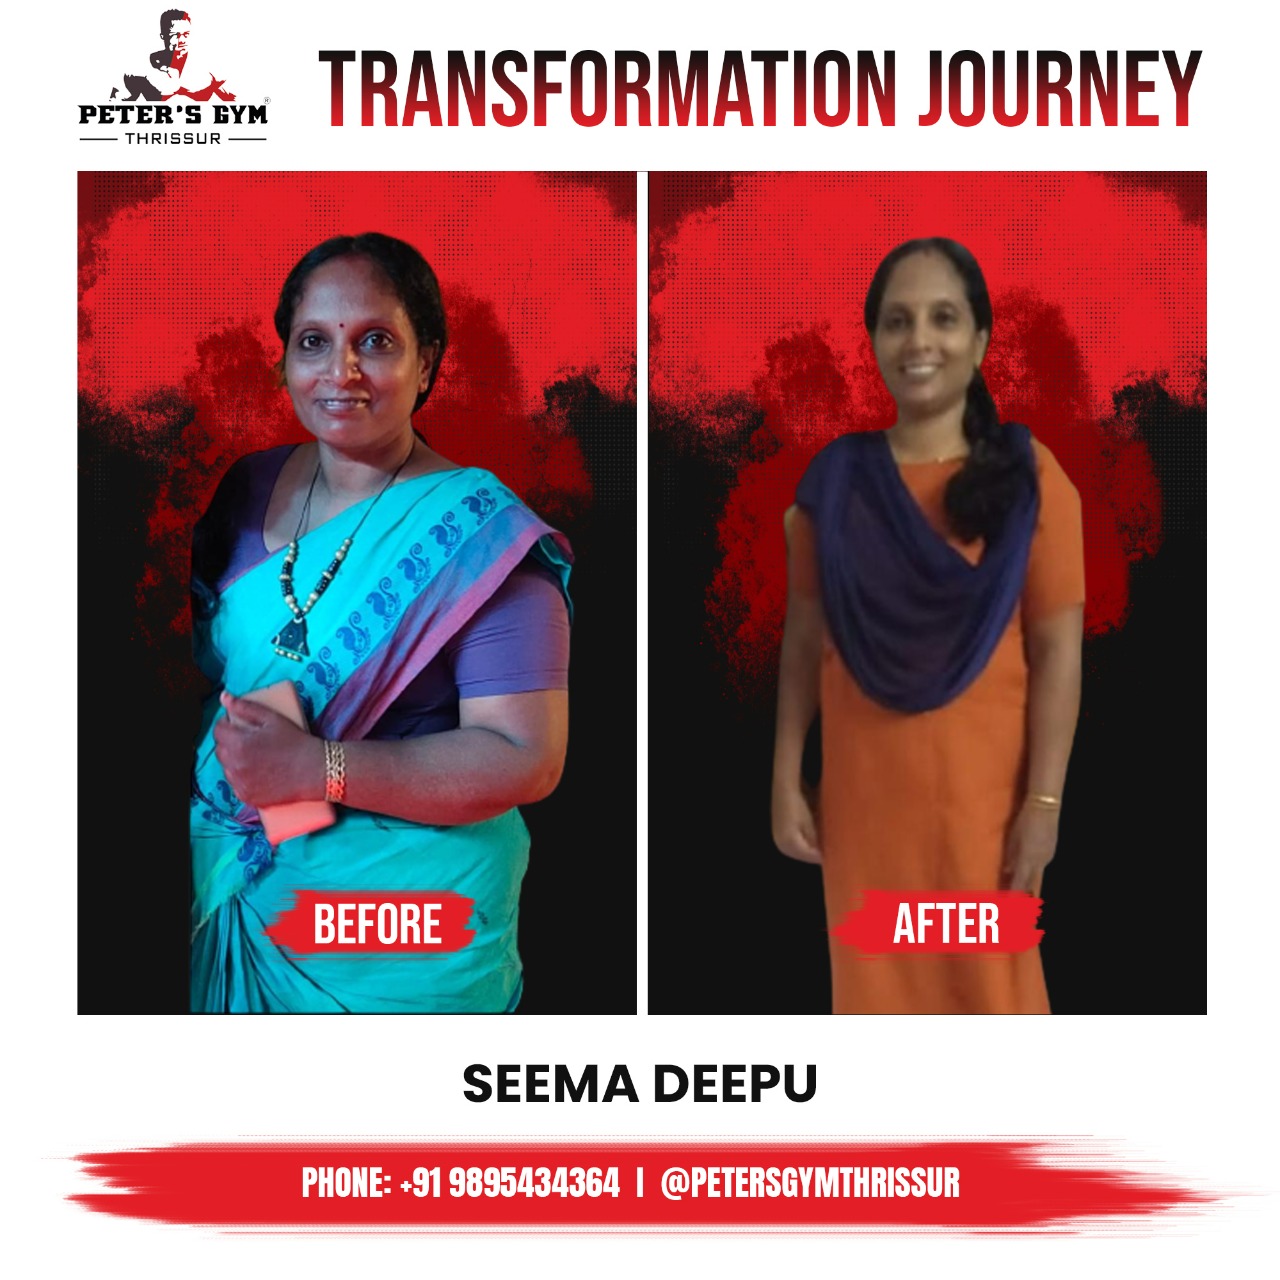 PETER'S GYM
THRISSUR
TRANSFORMATION JOURNEY
BEFORE
AFTER
SEEMA DEEPU
PHONE: +91 9895434364 | @PETERSGYMTHRISSUR